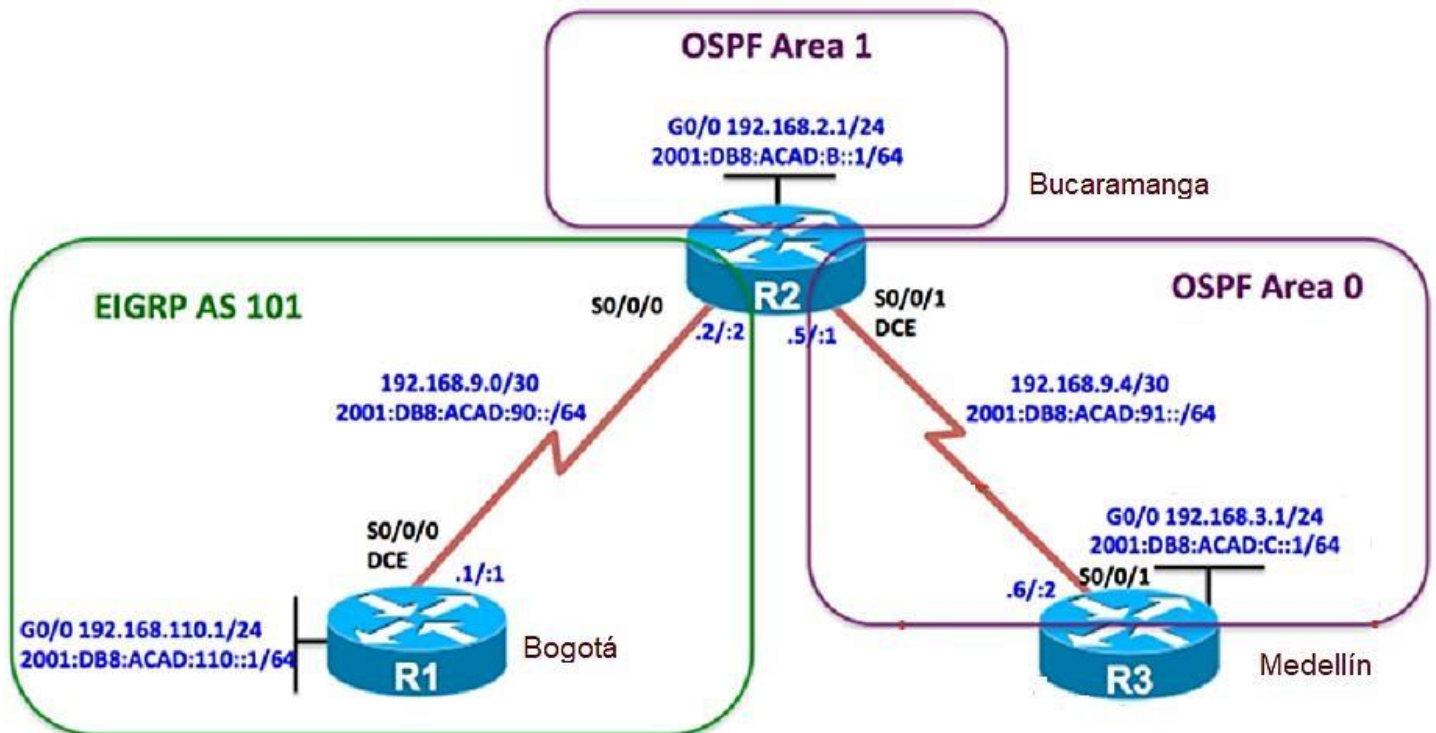 OSPF Area 1
G0/0 192.168.2.1/24
2001:DB8:ACAD:B::1/64
Bucaramanga
R2
EIGRP AS 101
S0/0/0
.2/:2
192.168.9.0/30
2001:DB8:ACAD:90::/64
S0/0/0
DCE
.1/:1
G0/0 192.168.110.1/24
2001:DB8:ACAD:110::1/64
R1
Bogotá
OSPF Area 0
S0/0/1
DCE
.5/:1
192.168.9.4/30
2001:DB8:ACAD:91::/64
G0/0 192.168.3.1/24
2001:DB8:ACAD:C::1/64
.6/:2
S0/0/1
R3
Medellín